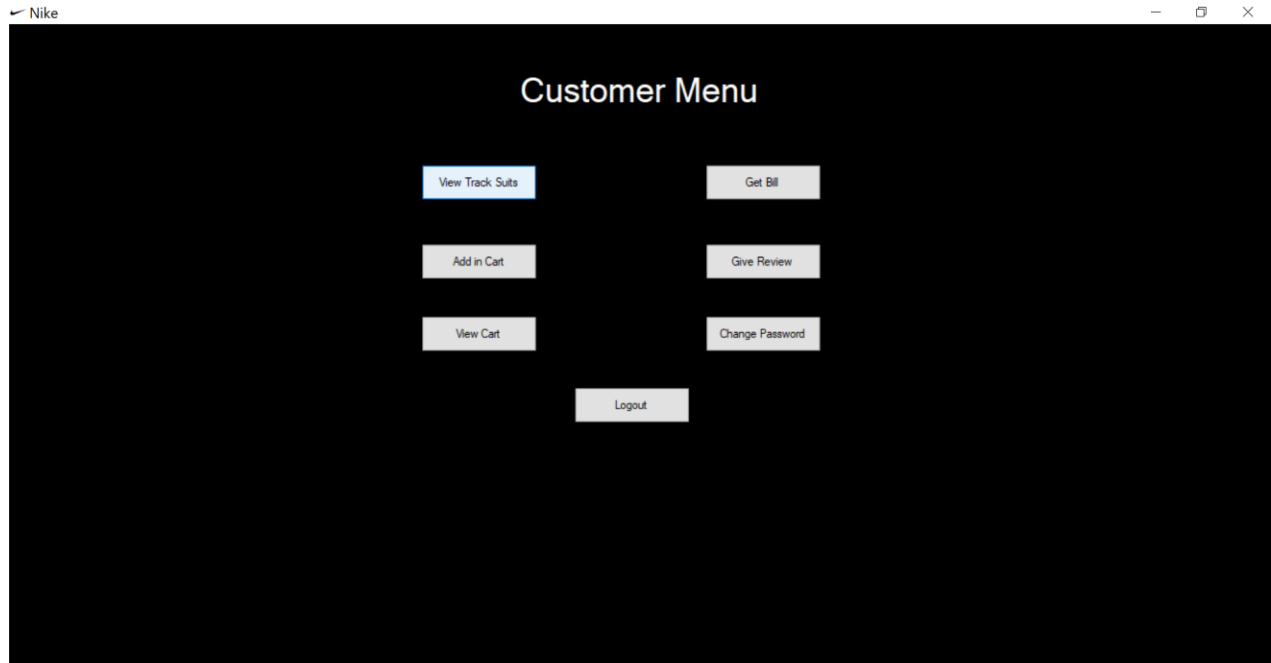 Nike
Customer Menu
View Track Suits
Get Bill
Add in Cart
Give Review
View Cart
Change Password
Logout